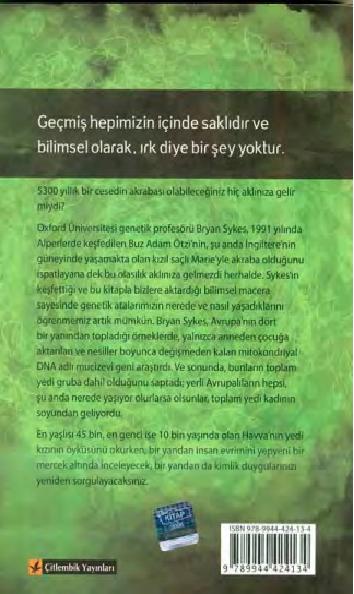 Geçmiş hepimizin içinde saklıdır ve
bilimsel olarak, ırk diye bir şey yoktur.
5300 yıllık bir cesedin akrabası olabileceğiniz hiç aklınıza gelir
miydi?
Oxford Üniversitesi genetik profesörü Bryan Sykes, 1991 yılında
Alperlerde keşfedilen Buz Adam Ötzi'nin, şu anda İngiltere'nin
güneyinde yaşamakta olan kızıl saçlı Marie'yle akraba olduğunu
ispatlayana dek bu olasılık aklınıza gelmezdi herhalde. Sykes'ın
keşfettiği ve bu kitapla bizlere aktardığı bilimsel macera
sayesinde genetik atalarımızın nerede ve nasıl yaşadıklarını
öğrenmemiz artık mümkün. Bryan Sykes, Avrupa'nın dört
bir yanından topladığı örneklerde, yalnızca anneden çocuğa
aktarılan ve nesiller boyunca değişmeden kalan mitokondriyal
DNA adlı mucizevi geni araştırdı. Ve sonunda, bunların toplam
yedi gruba dahil olduğunu saptadı; yerli Avrupalıların hepsi,
şu anda nerede yaşıyor olurlarsa olsunlar, toplam yedi kadının
soyundan geliyordu.
En yaşlısı 45 bin, en genci ise 10 bin yaşında olan Havva'nın yedi
kızının öyküsünü okurken, bir yandan insan evrimini yepyeni bir
mercek altında inceleyecek, bir yandan da kimlik duygularınızı
yeniden sorgulayacaksınız.
KİTAP
ISBN 978-9944-424-13-4
9 789944 424134
Çitlembik Yayınları